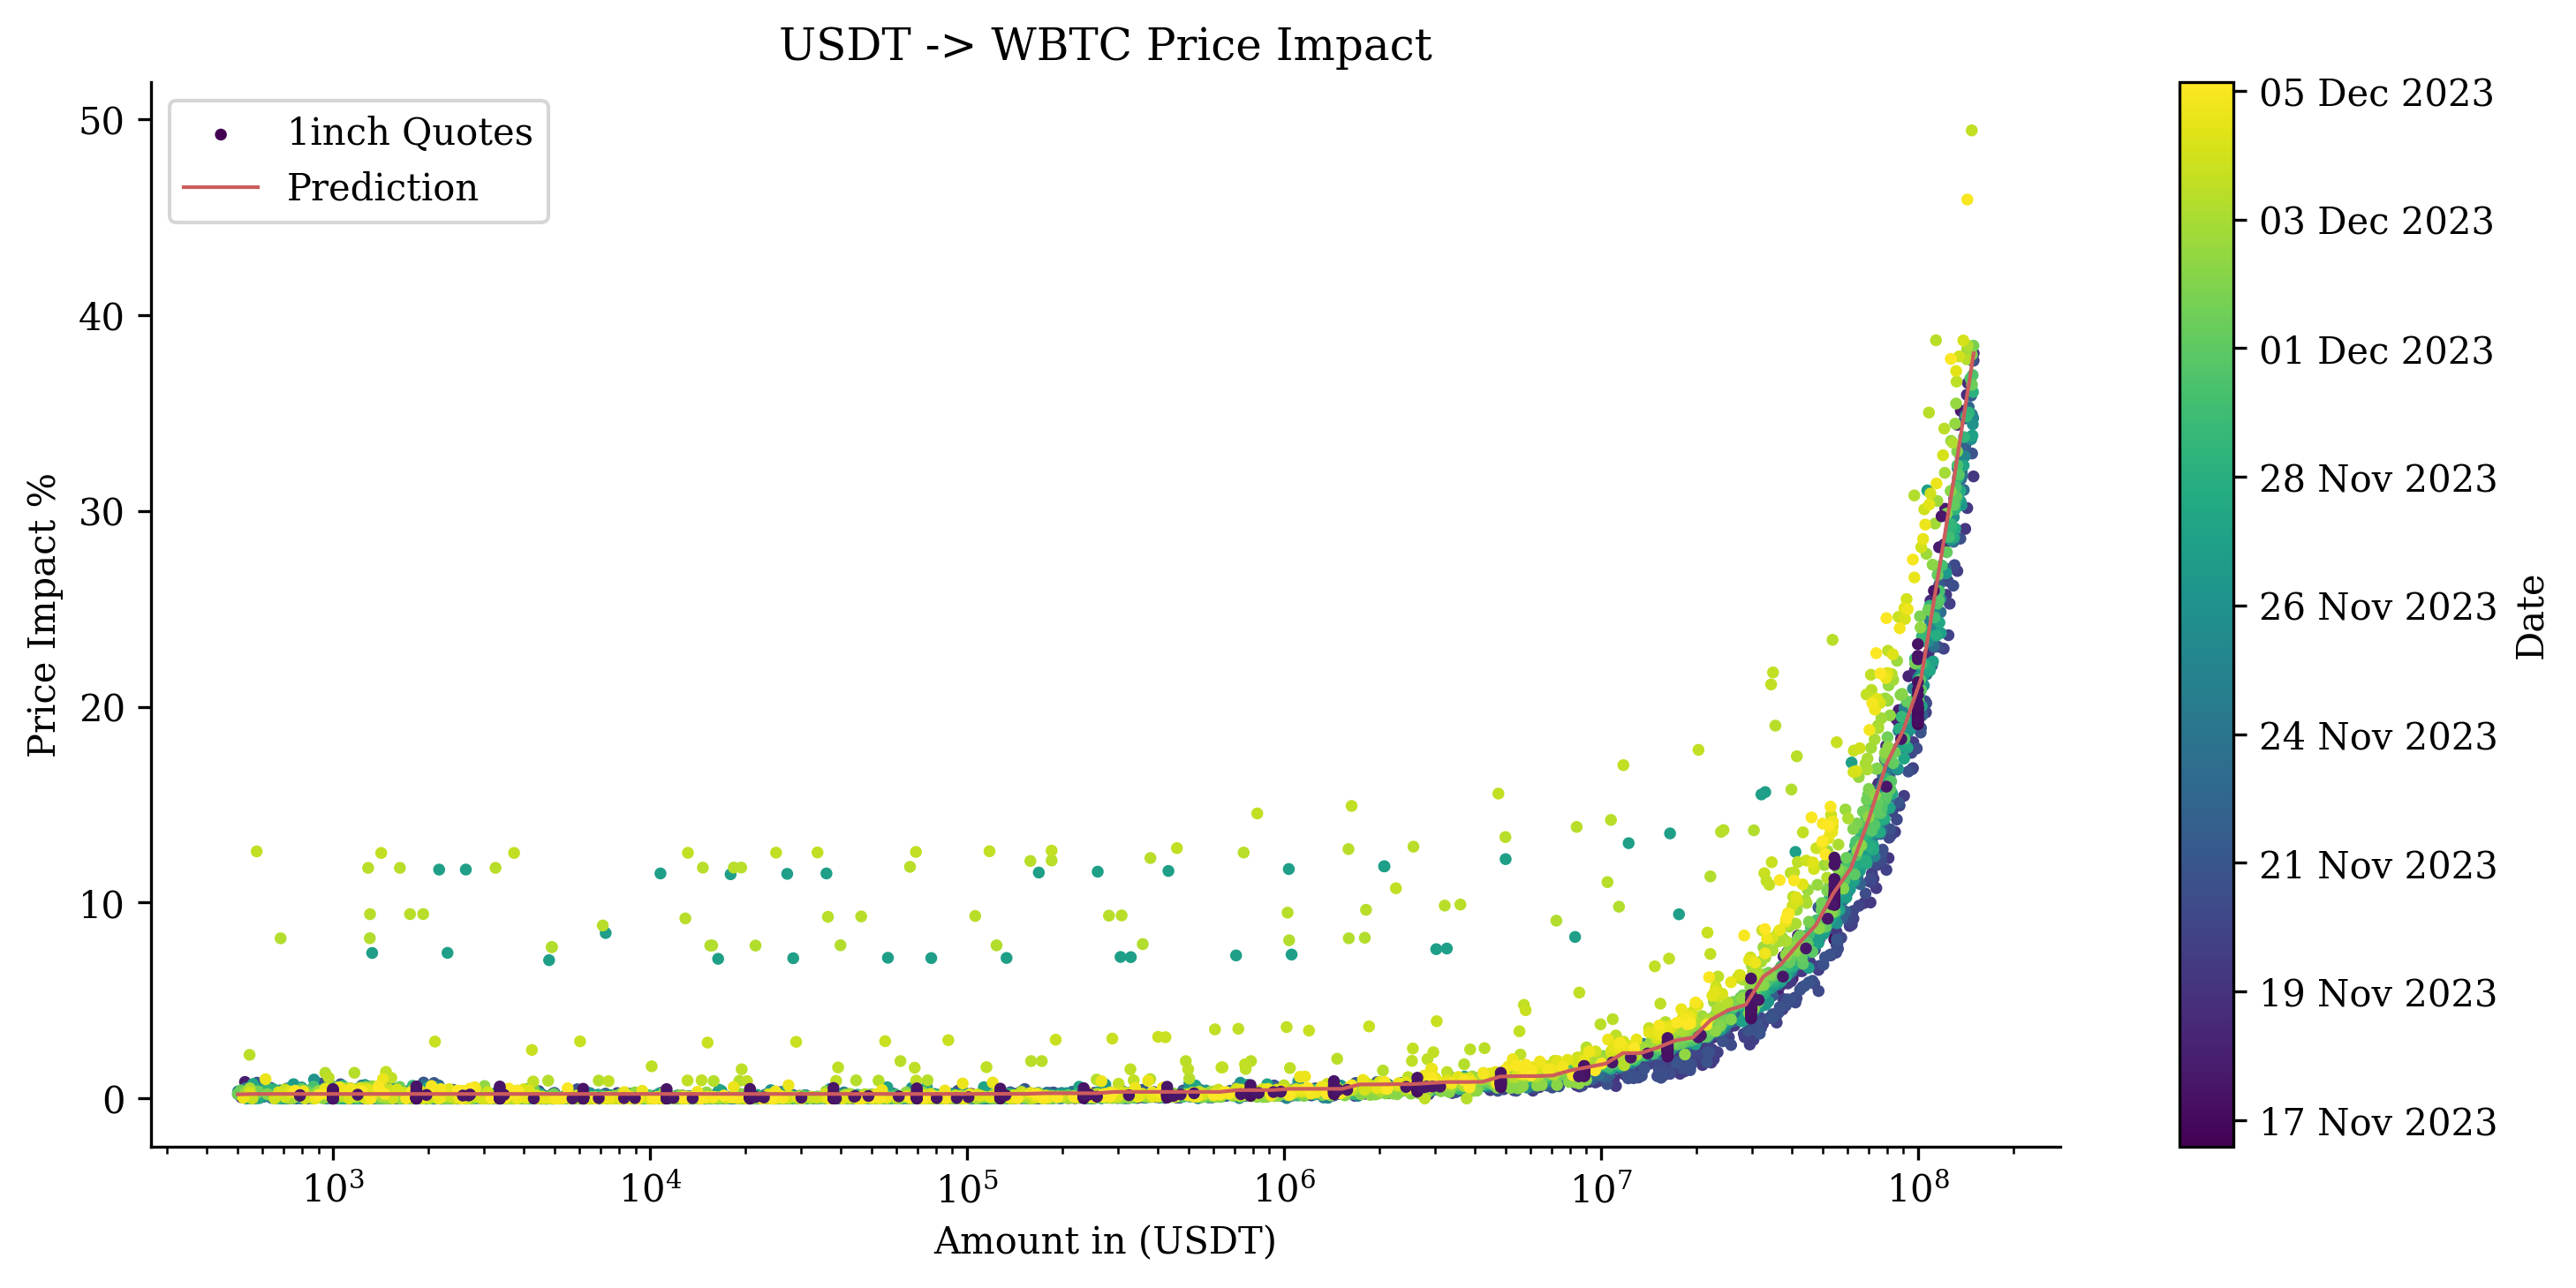 USDT -> WBTC Price Impact
1inch Quotes
Prediction
Price Impact %
50
40
30
20
10
0
10³
10⁴
10⁵
10⁶
10⁷
10⁸
Amount in (USDT)
05 Dec 2023
03 Dec 2023
01 Dec 2023
28 Nov 2023
26 Nov 2023
24 Nov 2023
21 Nov 2023
19 Nov 2023
17 Nov 2023
Date